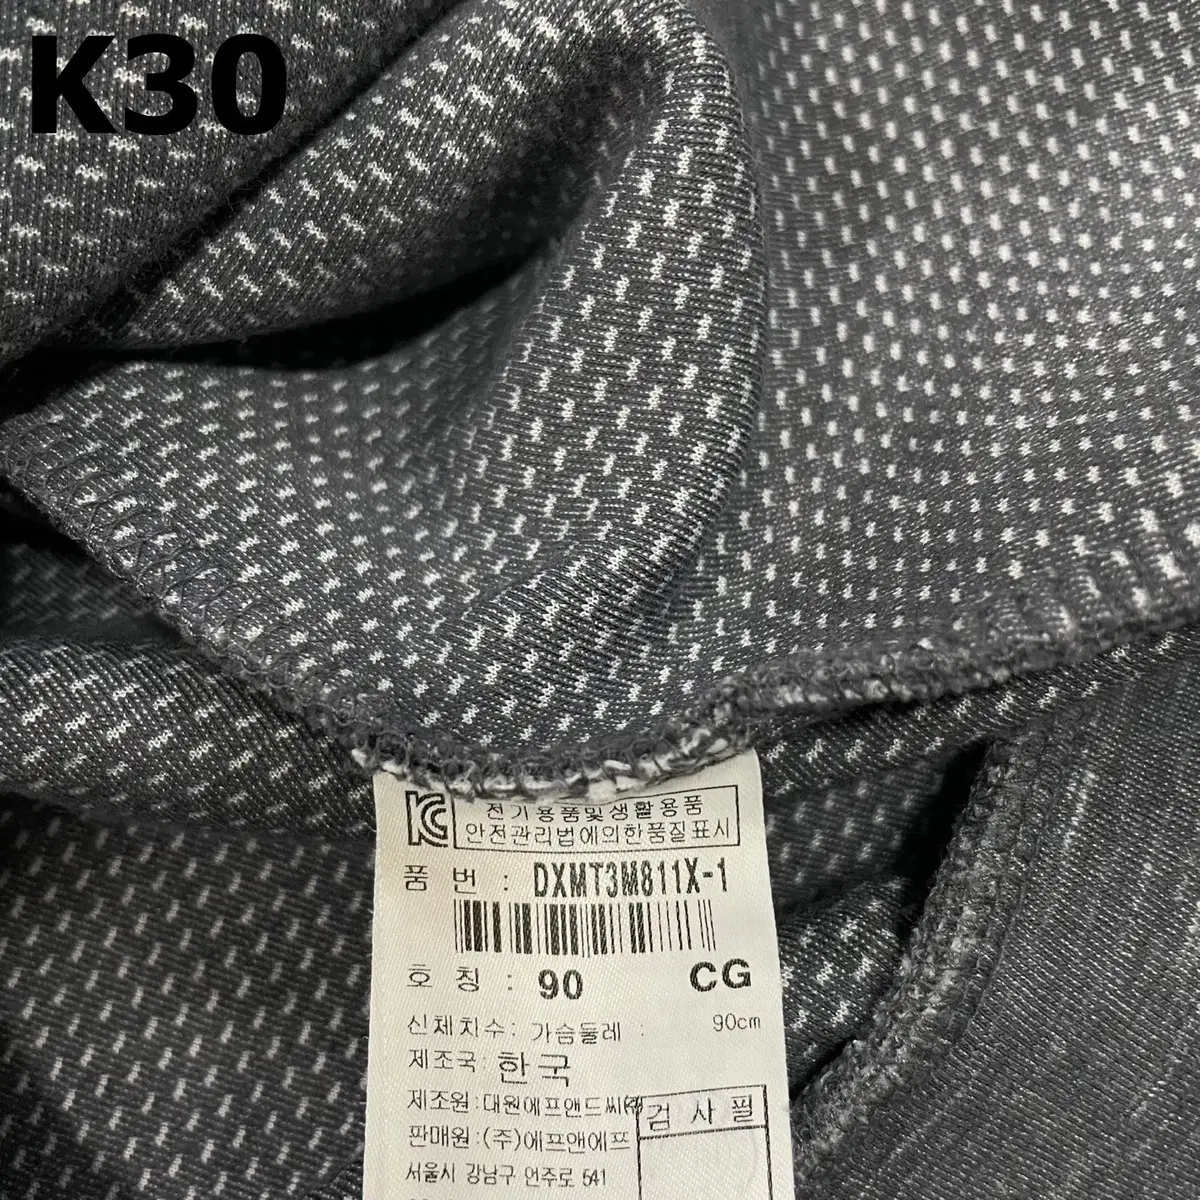 K30
KC 전기용품및생활용품
안전관리법에의한품질표시
품 번 : DXMT3M811X-1
호 칭 : 90 CG
신체치수: 가슴둘레 : 90cm
제조국: 한국
제조원:대원에프앤드씨(주)
검 사 필
판매원:(주)에프앤에프
서울시 강남구 언주로 541